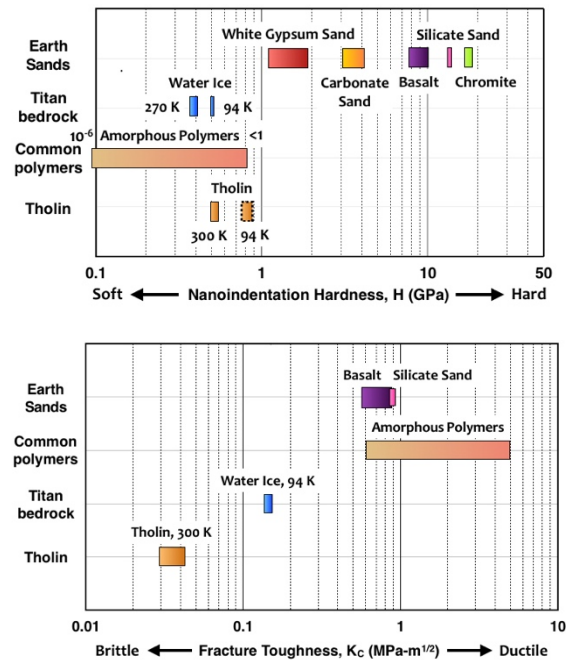 White Gypsum Sand
Silicate Sand
Earth
Sands
Carbonate
Sand
Basalt
Chromite
Water Ice
Titan
bedrock
270 K
94 K
10⁻⁶ Amorphous Polymers <1
Common
polymers
Tholin
Tholin
300 K
94 K
0.1 1 10 50
Soft Nanoindentation Hardness, H (GPa) Hard
Basalt Silicate Sand
Earth
Sands
Amorphous Polymers
Common
polymers
Water Ice, 94 K
Titan
bedrock
Tholin, 300 K
Tholin
0.01 0.1 1 10
Brittle Fracture Toughness, K_C (MPa-m^1/2) Ductile